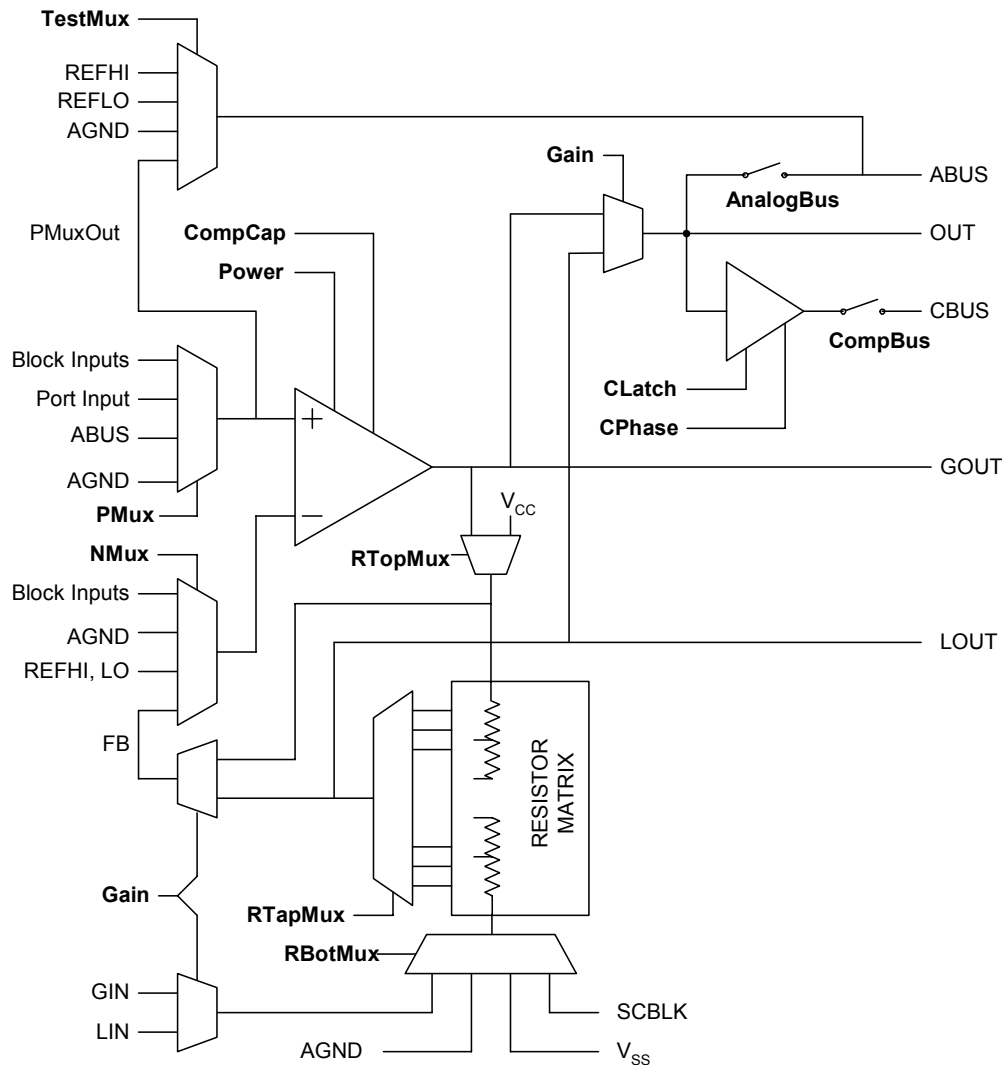 TestMux
REFHI
REFLO
AGND
Gain
ABUS
AnalogBus
PMuxOut
CompCap
OUT
Power
CBUS
CompBus
Block Inputs
Port Input
CLatch
ABUS
CPhase
AGND
GOUT
PMux
VCC
NMux
RTopMux
Block Inputs
AGND
LOUT
REFHI, LO
FB
RESISTOR
MATRIX
Gain
RTapMux
RBotMux
GIN
SCBLK
LIN
AGND
VSS